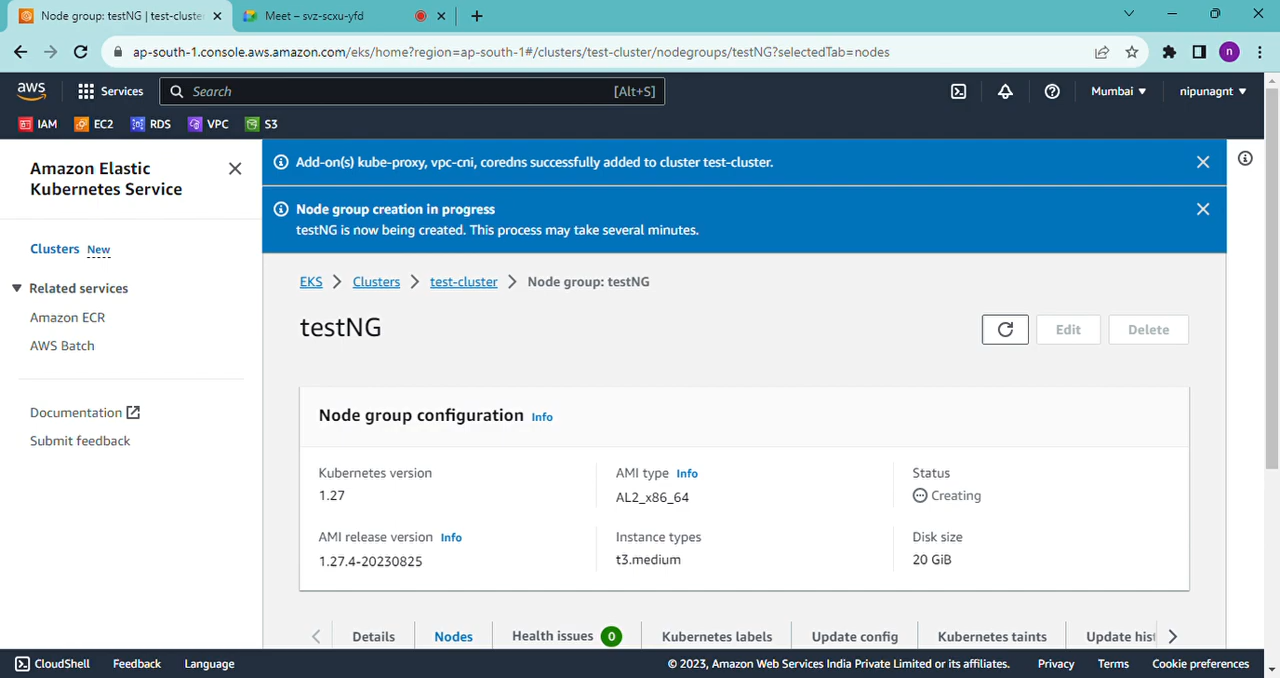 Node group: testNG | test-cluster
Meet – svz-scxu-yfd
ap-south-1.console.aws.amazon.com/eks/home?region=ap-south-1#/clusters/test-cluster/nodegroups/testNG?selectedTab=nodes
n
aws
Services
Search
[Alt+S]
Mumbai
nipunagnt
IAM
EC2
RDS
VPC
S3
Amazon Elastic
Kubernetes Service
Clusters New
Related services
Amazon ECR
AWS Batch
Documentation
Submit feedback
Add-on(s) kube-proxy, vpc-cni, coredns successfully added to cluster test-cluster.
Node group creation in progress
testNG is now being created. This process may take several minutes.
EKS > Clusters > test-cluster > Node group: testNG
testNG
Edit
Delete
Node group configuration Info
Kubernetes version
1.27
AMI type Info
AL2_x86_64
Status
Creating
AMI release version Info
1.27.4-20230825
Instance types
t3.medium
Disk size
20 GiB
Details
Nodes
Health issues 0
Kubernetes labels
Update config
Kubernetes taints
Update hist
CloudShell
Feedback
Language
© 2023, Amazon Web Services India Private Limited or its affiliates.
Privacy
Terms
Cookie preferences